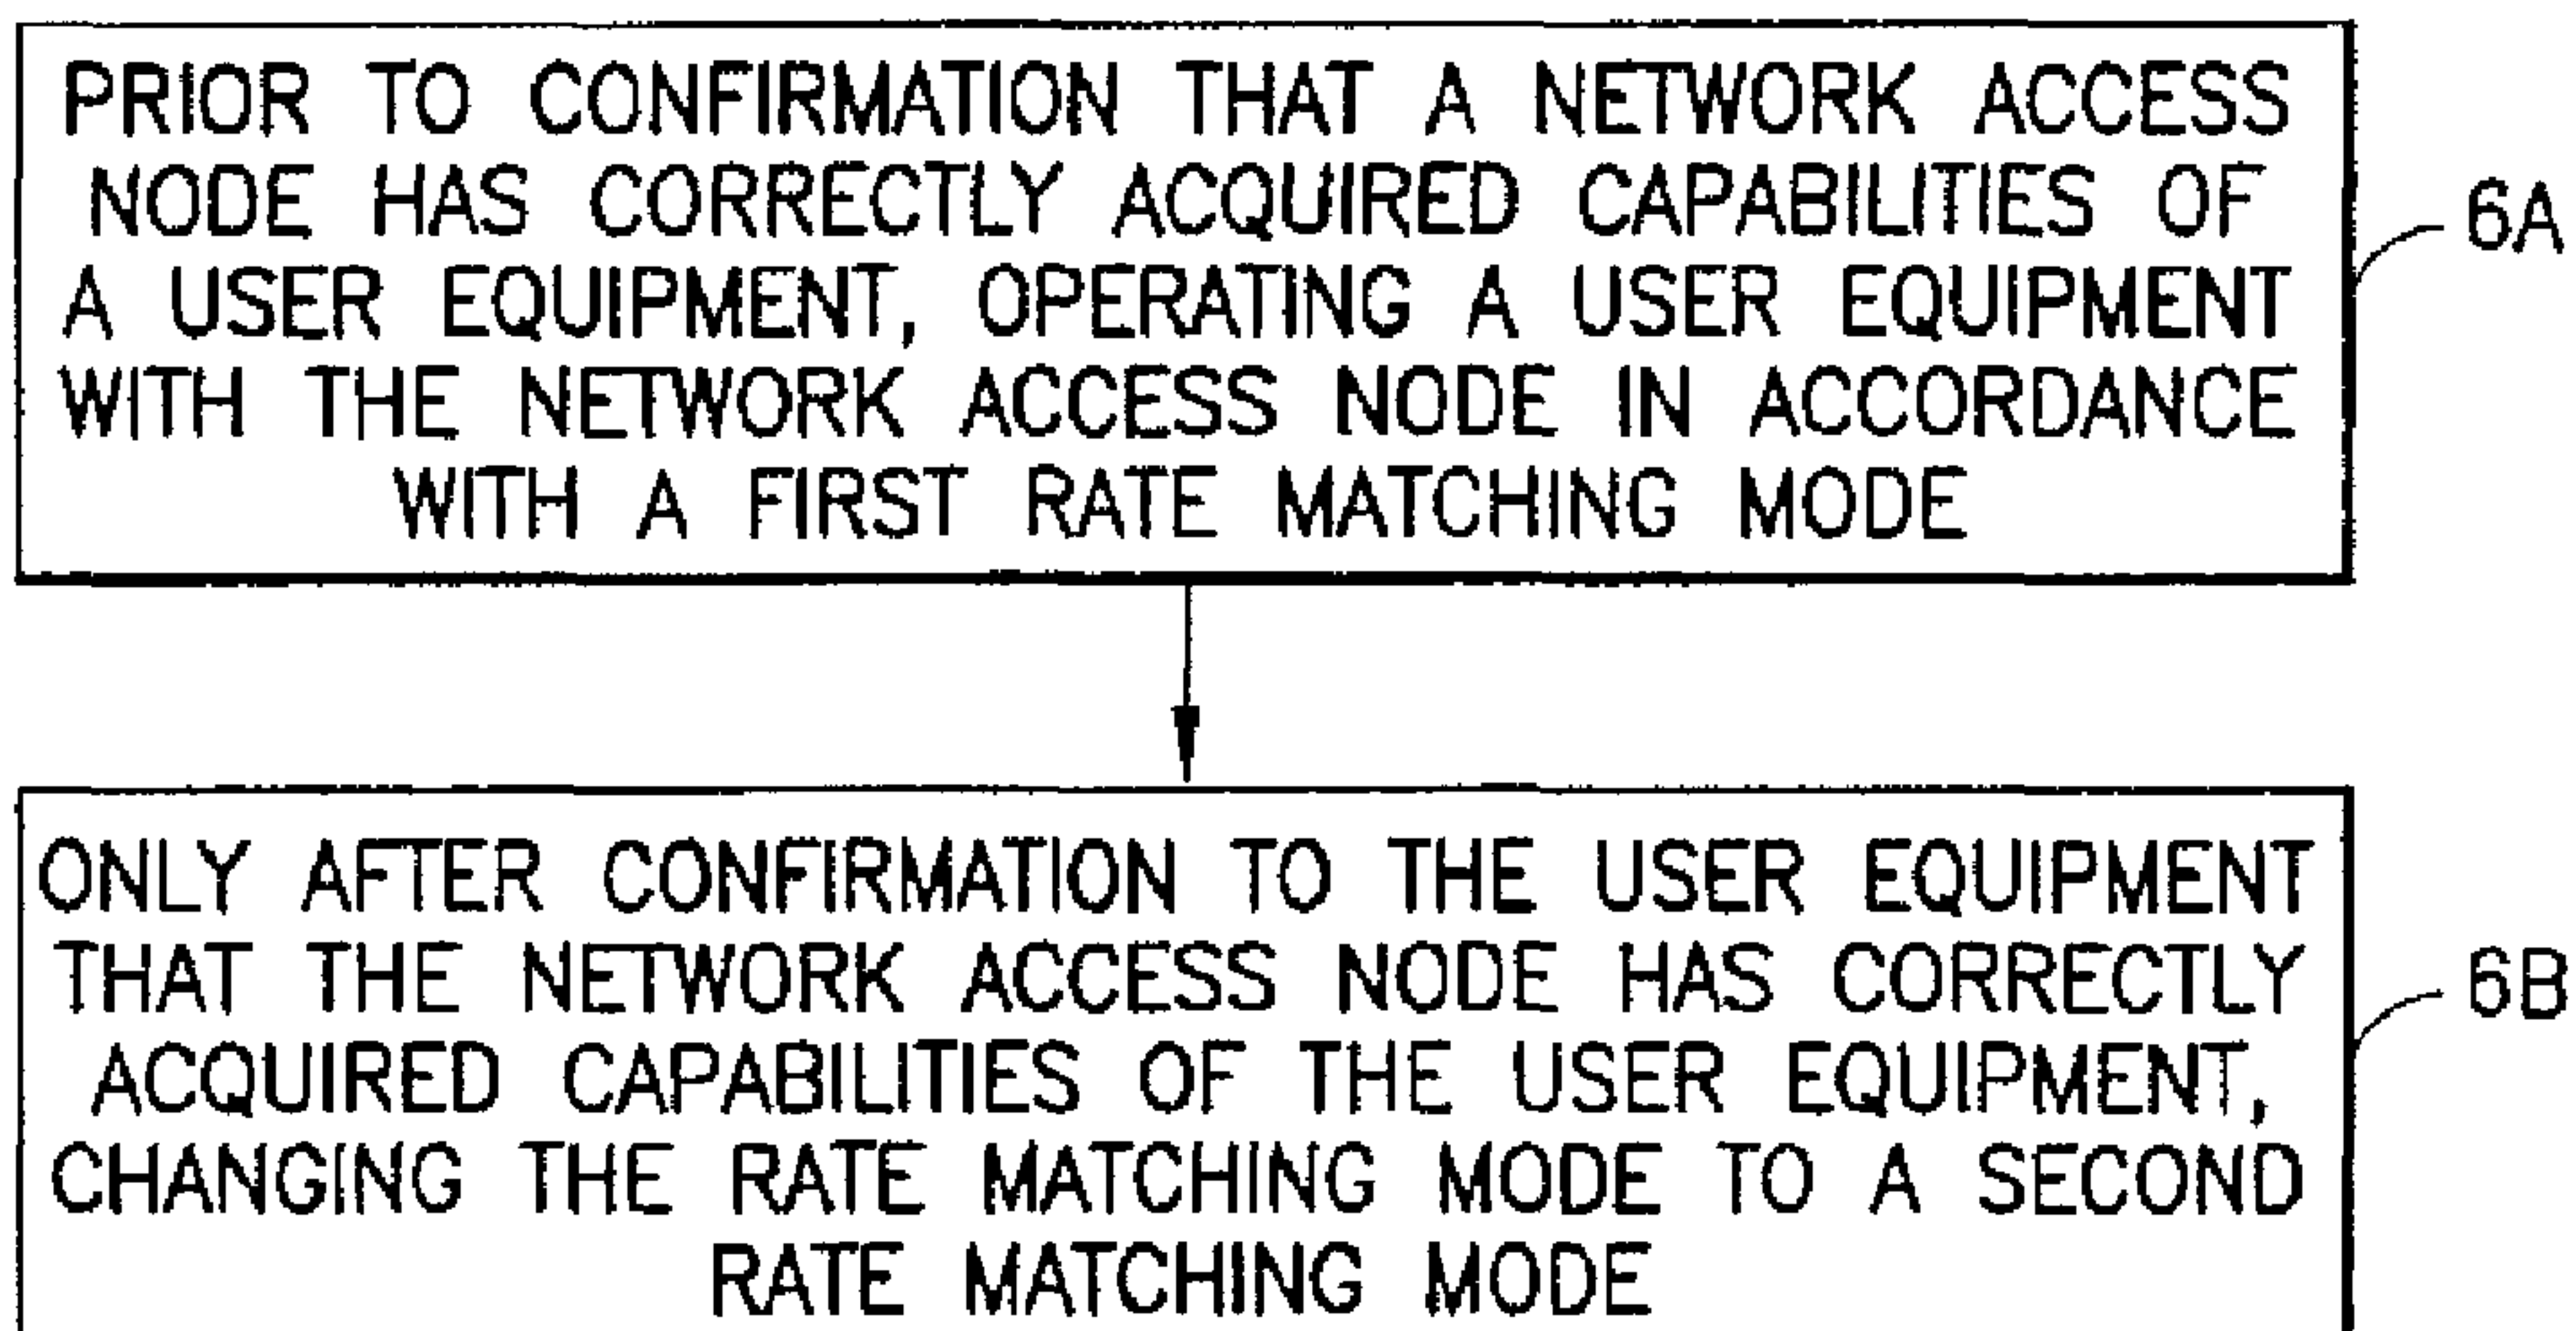 PRIOR TO CONFIRMATION THAT A NETWORK ACCESS
NODE HAS CORRECTLY ACQUIRED CAPABILITIES OF
A USER EQUIPMENT, OPERATING A USER EQUIPMENT
WITH THE NETWORK ACCESS NODE IN ACCORDANCE
WITH A FIRST RATE MATCHING MODE
6A
ONLY AFTER CONFIRMATION TO THE USER EQUIPMENT
THAT THE NETWORK ACCESS NODE HAS CORRECTLY
ACQUIRED CAPABILITIES OF THE USER EQUIPMENT,
CHANGING THE RATE MATCHING MODE TO A SECOND
RATE MATCHING MODE
6B